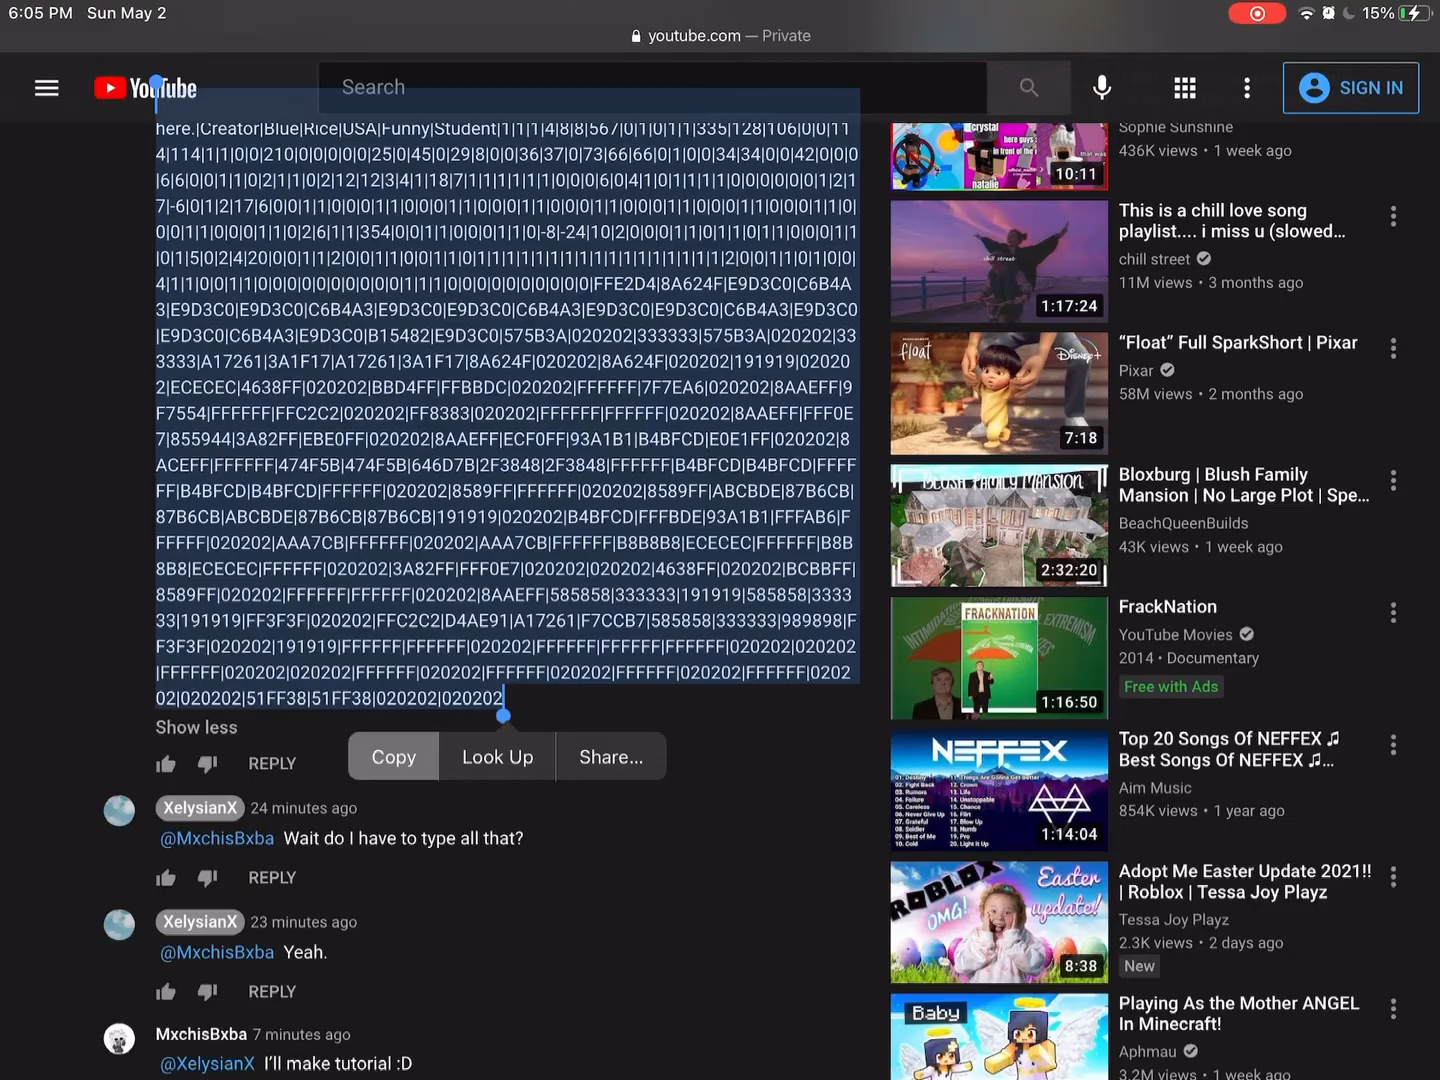 6:05 PM Sun May 2
15%
youtube.com — Private
YouTube
Search
SIGN IN
here.|Creator|Blue|Rice|USA|Funny|Student|1|1|1|4|8|8|567|0|1|0|1|1|335|128|106|0|0|11
4|114|1|1|0|0|210|0|0|0|0|0|25|0|45|0|29|8|0|0|36|37|0|73|66|66|0|1|0|0|34|34|0|0|42|0|0|0
|6|6|0|0|1|1|0|2|1|1|0|2|12|12|3|4|1|18|7|1|1|1|1|1|0|0|0|6|0|4|1|0|1|1|1|1|0|0|0|0|0|0|1|2|1
7|-6|0|1|2|17|6|0|0|1|1|0|0|0|1|1|0|0|0|1|1|0|0|0|1|1|0|0|0|1|1|0|0|0|1|1|0|0|0|1|1|0|0|0|1|1|0|
0|0|1|1|0|0|0|1|1|0|2|6|1|1|354|0|0|1|1|0|0|0|1|1|0|-8|-24|10|2|0|0|0|1|1|0|1|1|0|1|1|0|0|0|1|1
|0|1|5|0|2|4|20|0|0|1|1|2|0|0|1|1|0|0|1|1|0|1|1|1|1|1|1|1|1|1|1|1|1|1|1|1|1|1|2|0|0|1|1|0|1|0|0|
4|1|1|0|0|1|1|0|0|0|0|0|0|0|0|0|1|1|1|0|0|0|0|0|0|0|0|0|FFE2D4|8A624F|E9D3C0|C6B4A
3|E9D3C0|E9D3C0|C6B4A3|E9D3C0|E9D3C0|C6B4A3|E9D3C0|E9D3C0|C6B4A3|E9D3C0
|E9D3C0|C6B4A3|E9D3C0|B15482|E9D3C0|575B3A|020202|333333|575B3A|020202|33
3333|A17261|3A1F17|A17261|3A1F17|8A624F|020202|8A624F|020202|191919|02020
2|ECECEC|4638FF|020202|BBD4FF|FFBBDC|020202|FFFFFF|7F7EA6|020202|8AAEFF|9
F7554|FFFFFF|FFC2C2|020202|FF8383|020202|FFFFFF|FFFFFF|020202|8AAEFF|FFF0E
7|855944|3A82FF|EBE0FF|020202|8AAEFF|ECF0FF|93A1B1|B4BFCD|E0E1FF|020202|8
ACEFF|FFFFFF|474F5B|474F5B|646D7B|2F3848|2F3848|FFFFFF|B4BFCD|B4BFCD|FFFF
FF|B4BFCD|B4BFCD|FFFFFF|020202|8589FF|FFFFFF|020202|8589FF|ABCBDE|87B6CB|
87B6CB|ABCBDE|87B6CB|87B6CB|191919|020202|B4BFCD|FFFBDE|93A1B1|FFFAB6|F
FFFFF|020202|AAA7CB|FFFFFF|020202|AAA7CB|FFFFFF|B8B8B8|ECECEC|FFFFFF|B8B
8B8|ECECEC|FFFFFF|020202|3A82FF|FFF0E7|020202|020202|4638FF|020202|BCBBFF|
8589FF|020202|FFFFFF|FFFFFF|020202|8AAEFF|585858|333333|191919|585858|3333
33|191919|FF3F3F|020202|FFC2C2|D4AE91|A17261|F7CCB7|585858|333333|989898|F
F3F3F|020202|191919|FFFFFF|FFFFFF|020202|FFFFFF|FFFFFF|FFFFFF|020202|020202
|FFFFFF|020202|020202|FFFFFF|020202|FFFFFF|020202|FFFFFF|020202|FFFFFF|0202
02|020202|51FF38|51FF38|020202|020202
Show less
Copy
Look Up
Share...
REPLY
XelysianX 24 minutes ago
@MxchisBxba Wait do I have to type all that?
REPLY
XelysianX 23 minutes ago
@MxchisBxba Yeah.
REPLY
MxchisBxba 7 minutes ago
@XelysianX I'll make tutorial :D
crystal
here guys
in front of the
natalie
that was
10:11
Sophie Sunshine
436K views • 1 week ago
chill street
1:17:24
This is a chill love song
playlist.... i miss u (slowed...
chill street
11M views • 3 months ago
float
Disney+
7:18
“Float” Full SparkShort | Pixar
Pixar
58M views • 2 months ago
BLUSH FAMILY MANSION
2:32:20
Bloxburg | Blush Family
Mansion | No Large Plot | Spe...
BeachQueenBuilds
43K views • 1 week ago
FRACKNATION
EXTREMISM
1:16:50
FrackNation
YouTube Movies
2014 • Documentary
Free with Ads
NEFFEX
1:14:04
Top 20 Songs Of NEFFEX ♫
Best Songs Of NEFFEX ♫...
Aim Music
854K views • 1 year ago
ROBLOX
OMG!
Easter
update!
8:38
Adopt Me Easter Update 2021!!
| Roblox | Tessa Joy Playz
Tessa Joy Playz
2.3K views • 2 days ago
New
Baby
Playing As the Mother ANGEL
In Minecraft!
Aphmau
3.2M views • 1 week ago